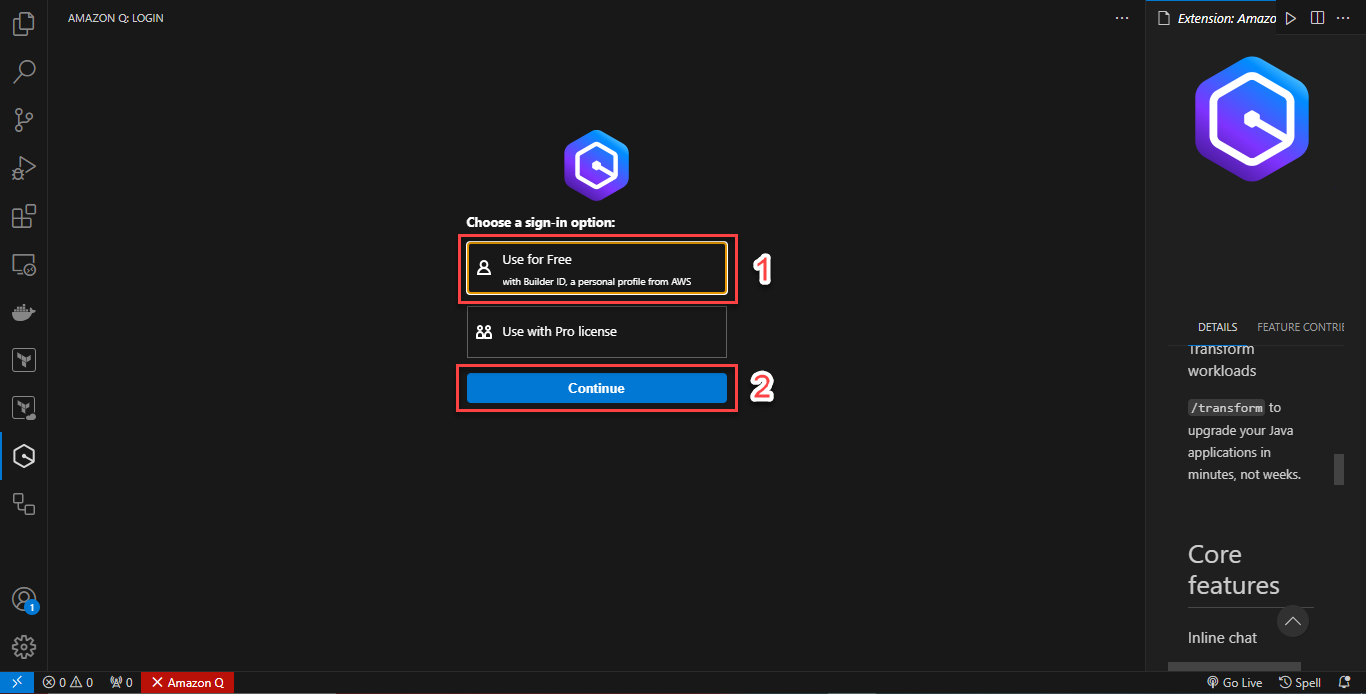 AMAZON Q: LOGIN
Choose a sign-in option:
Use for Free
with Builder ID, a personal profile from AWS
1
Use with Pro license
Continue
2
Extension: Amazo
DETAILS
FEATURE CONTRI
Transform
workloads
/transform to
upgrade your Java
applications in
minutes, not weeks.
Core
features
Inline chat
1
0
0
0
Amazon Q
Go Live
Spell